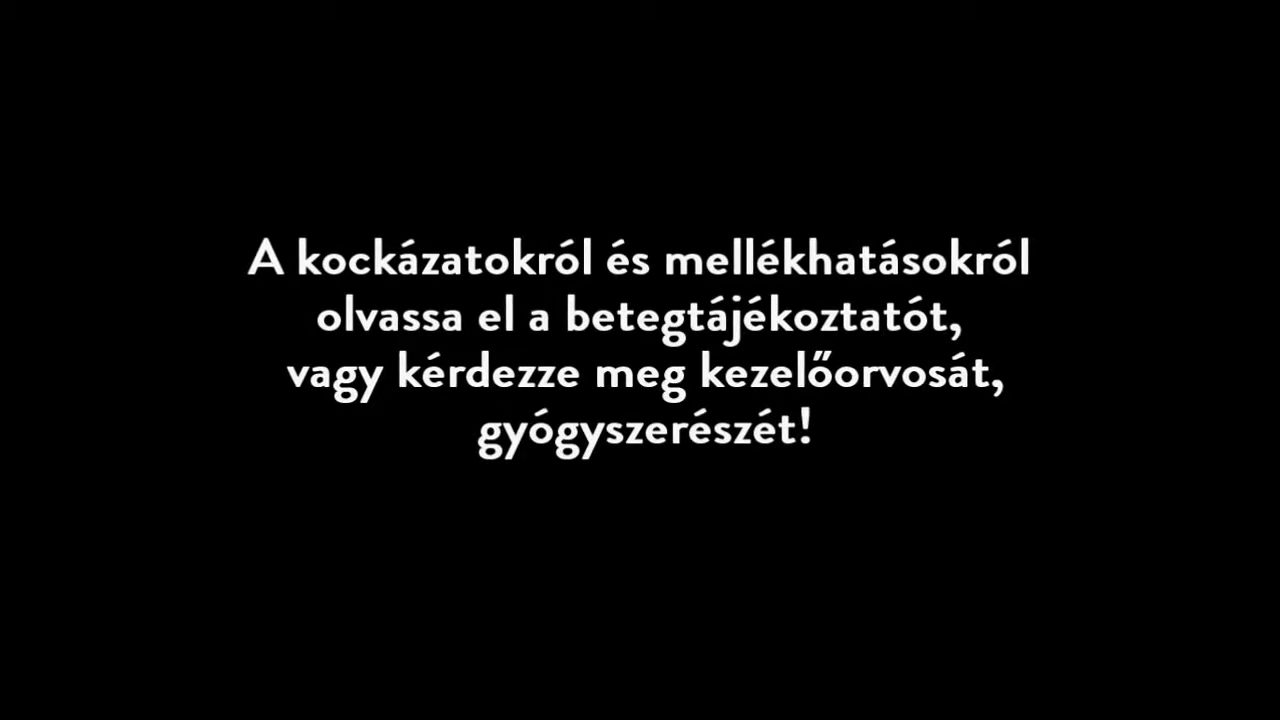 A kockázatokról és mellékhatásokról
olvassa el a betegtájékoztatót,
vagy kérdezze meg kezelőorvosát,
gyógyszerészét!